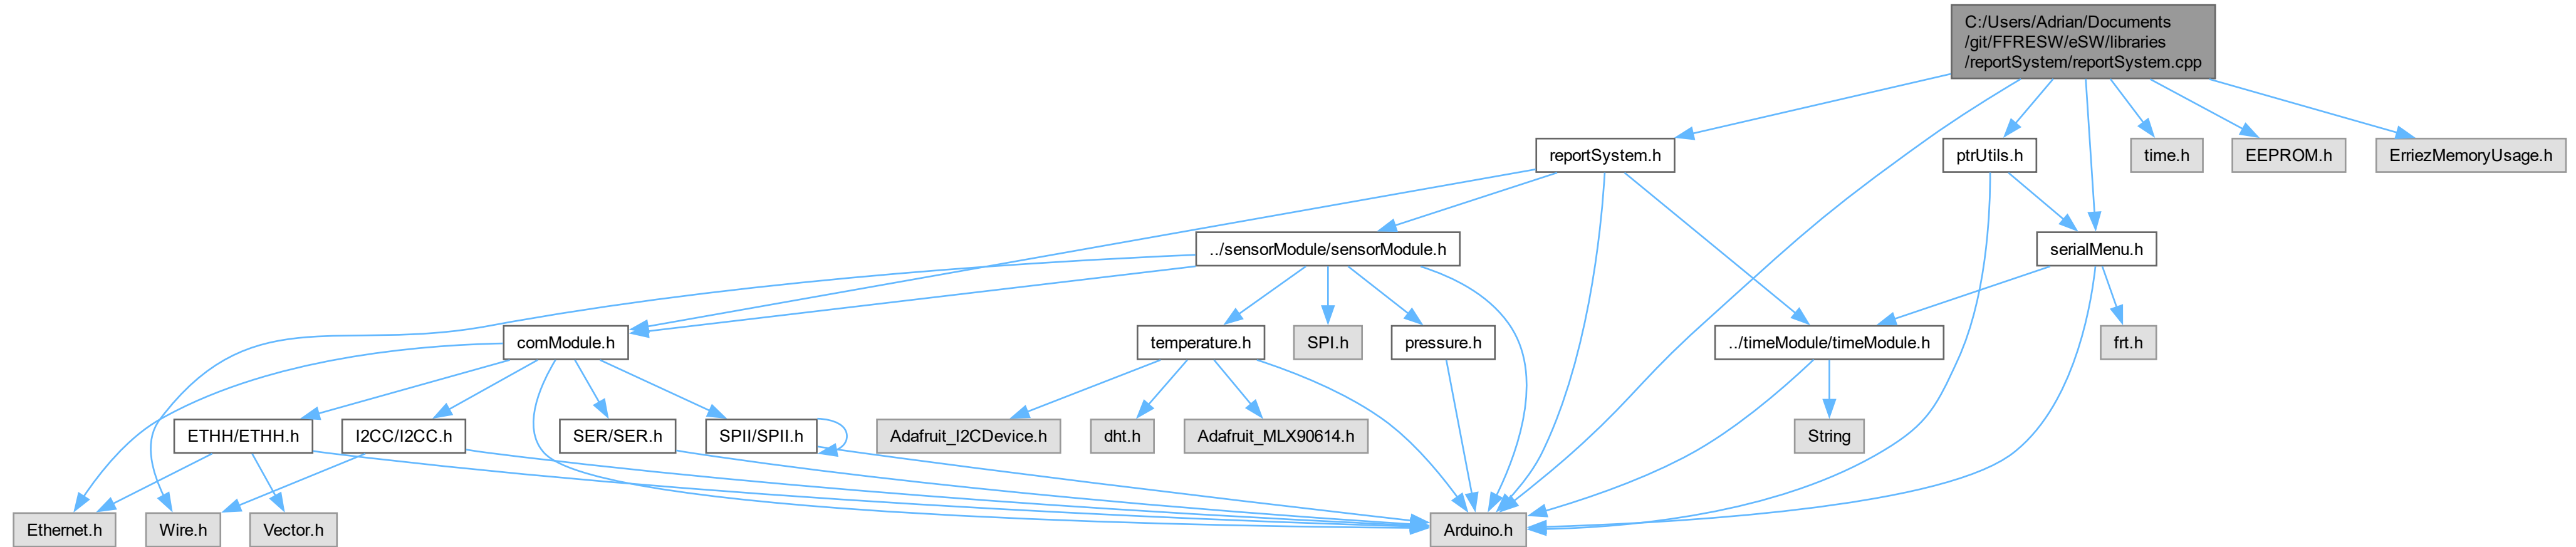 C:/Users/Adrian/Documents
/git/FFRESW/eSW/libraries
/reportSystem/reportSystem.cpp
reportSystem.h
ptrUtils.h
time.h
EEPROM.h
ErriezMemoryUsage.h
../sensorModule/sensorModule.h
serialMenu.h
comModule.h
temperature.h
SPI.h
pressure.h
../timeModule/timeModule.h
frt.h
ETHH/ETHH.h
I2CC/I2CC.h
SER/SER.h
SPII/SPII.h
Adafruit_I2CDevice.h
dht.h
Adafruit_MLX90614.h
String
Ethernet.h
Wire.h
Vector.h
Arduino.h